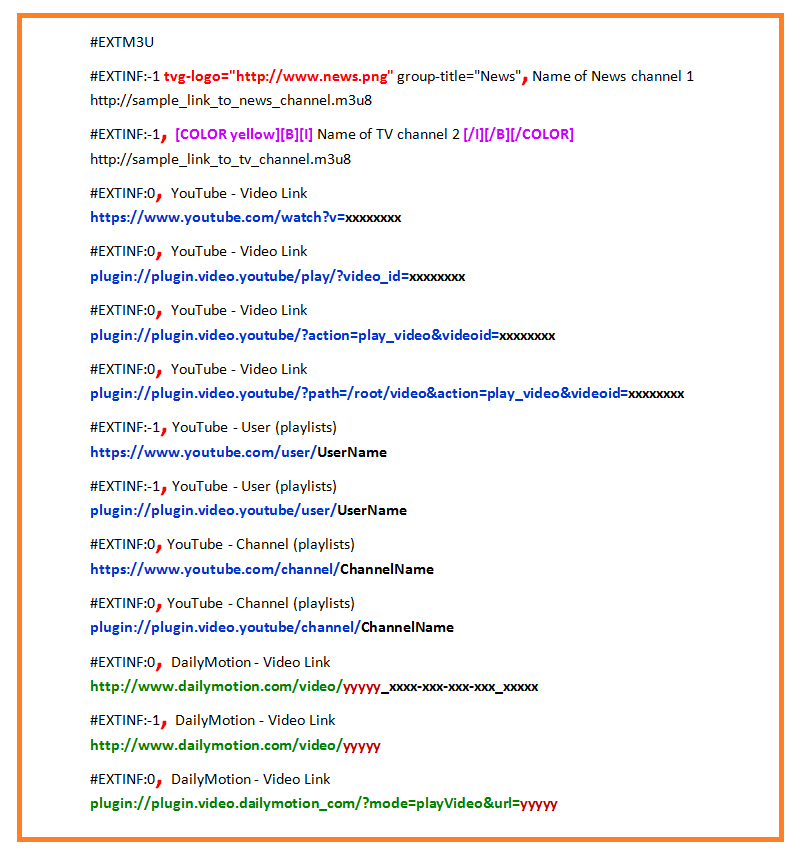 #EXTM3U
#EXTINF:-1 tvg-logo="http://www.news.png" group-title="News", Name of News channel 1
http://sample_link_to_news_channel.m3u8
#EXTINF:-1, [COLOR yellow][B][I] Name of TV channel 2 [/I][/B][/COLOR]
http://sample_link_to_tv_channel.m3u8
#EXTINF:0, YouTube - Video Link
https://www.youtube.com/watch?v=xxxxxxxx
#EXTINF:0, YouTube - Video Link
plugin://plugin.video.youtube/play/?video_id=xxxxxxxx
#EXTINF:0, YouTube - Video Link
plugin://plugin.video.youtube/?action=play_video&videoid=xxxxxxxx
#EXTINF:0, YouTube - Video Link
plugin://plugin.video.youtube/?path=/root/video&action=play_video&videoid=xxxxxxxx
#EXTINF:-1, YouTube - User (playlists)
https://www.youtube.com/user/UserName
#EXTINF:-1, YouTube - User (playlists)
plugin://plugin.video.youtube/user/UserName
#EXTINF:0, YouTube - Channel (playlists)
https://www.youtube.com/channel/ChannelName
#EXTINF:0, YouTube - Channel (playlists)
plugin://plugin.video.youtube/channel/ChannelName
#EXTINF:0, DailyMotion - Video Link
http://www.dailymotion.com/video/yyyyy_xxxx-xxx-xxx-xxx_xxxxx
#EXTINF:-1, DailyMotion - Video Link
http://www.dailymotion.com/video/yyyyy
#EXTINF:0, DailyMotion - Video Link
plugin://plugin.video.dailymotion_com/?mode=playVideo&url=yyyyy